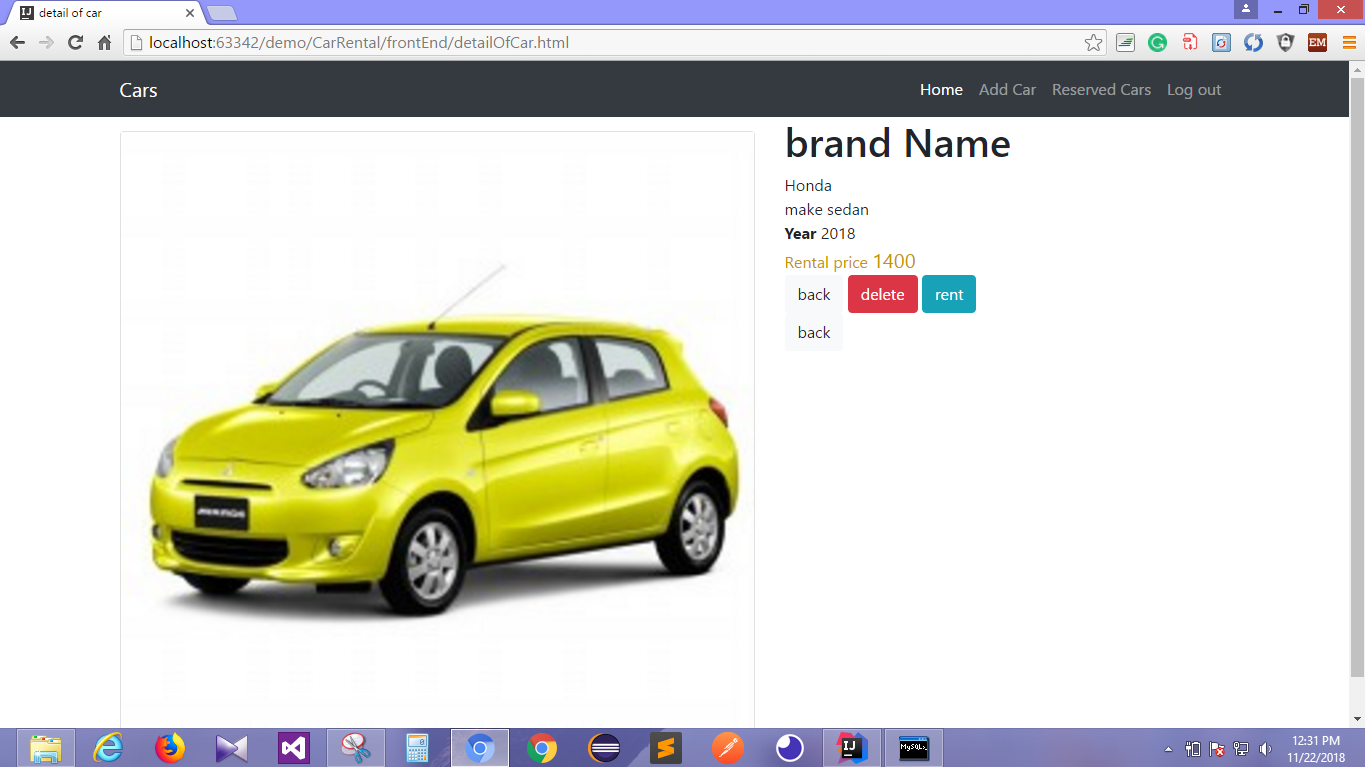 detail of car
localhost:63342/demo/CarRental/frontEnd/detailOfCar.html
EM
Cars
Home Add Car Reserved Cars Log out
brand Name
Honda
make sedan
Year 2018
Rental price 1400
back delete rent
back
IJ
MySQL
12:31 PM
11/22/2018